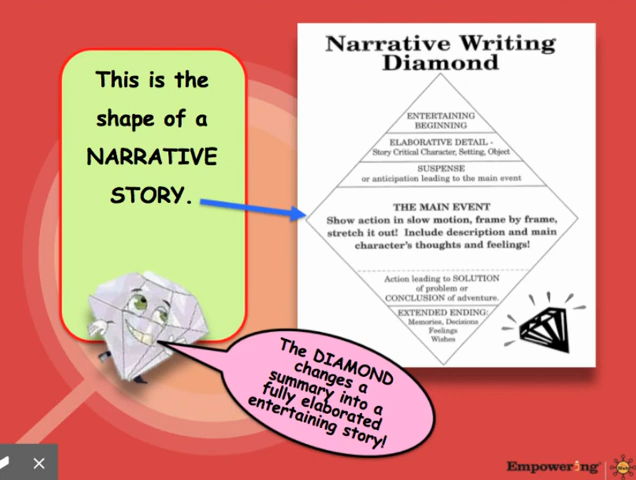 This is the
shape of a
NARRATIVE
STORY.
Narrative Writing
Diamond
ENTERTAINING
BEGINNING
ELABORATIVE DETAIL -
Story Critical Character, Setting, Object
SUSPENSE
or anticipation leading to the main event
THE MAIN EVENT
Show action in slow motion, frame by frame,
stretch it out! Include description and main
character's thoughts and feelings!
Action leading to SOLUTION
of problem or
CONCLUSION of adventure.
EXTENDED ENDING:
Memories, Decisions
Feelings
Wishes
The DIAMOND
changes a
summary into a
fully elaborated
entertaining story!
Empowering